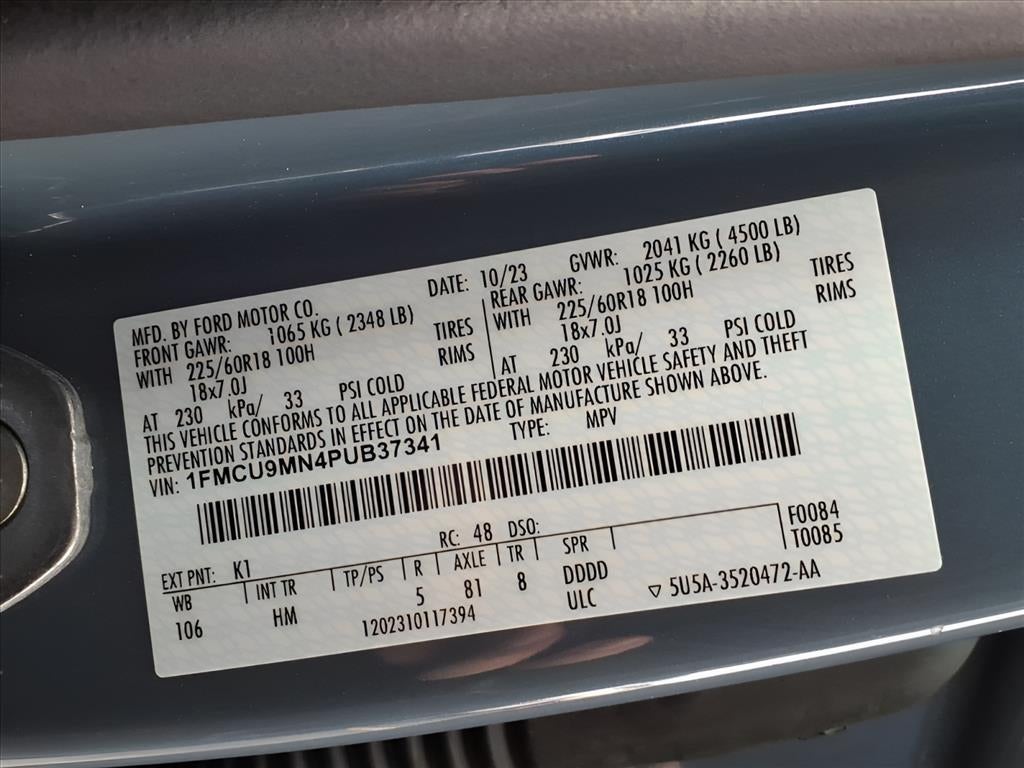 MFD. BY FORD MOTOR CO. DATE: 10/23 GVWR: 2041 KG ( 4500 LB)
FRONT GAWR: 1065 KG ( 2348 LB) REAR GAWR: 1025 KG ( 2260 LB)
WITH 225/60R18 100H TIRES WITH 225/60R18 100H TIRES
18x7.0J RIMS 18x7.0J RIMS
AT 230 kPa/ 33 PSI COLD AT 230 kPa/ 33 PSI COLD
THIS VEHICLE CONFORMS TO ALL APPLICABLE FEDERAL MOTOR VEHICLE SAFETY AND THEFT
PREVENTION STANDARDS IN EFFECT ON THE DATE OF MANUFACTURE SHOWN ABOVE.
VIN: 1FMCU9MN4PUB37341 TYPE: MPV
EXT PNT: K1 RC: 48 DSO: F0084
WB INT TR TP/PS R AXLE TR SPR T0085
106 HM 5 81 8 DDDD
1202310117394 ULC ▽ 5U5A-3520472-AA